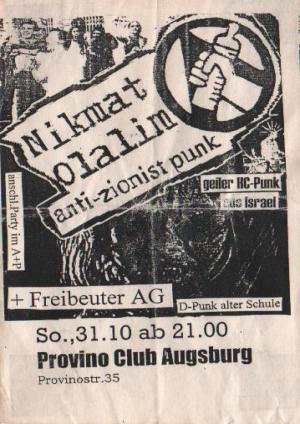 Nikmat
olalim
anti-zionist punk
geiler HC-Punk
aus Israel
anschl.Party im A+P
+ Freibeuter AG
D-Punk alter Schule
So.,31.10 ab 21.00
Provino Club Augsburg
Provinostr.35